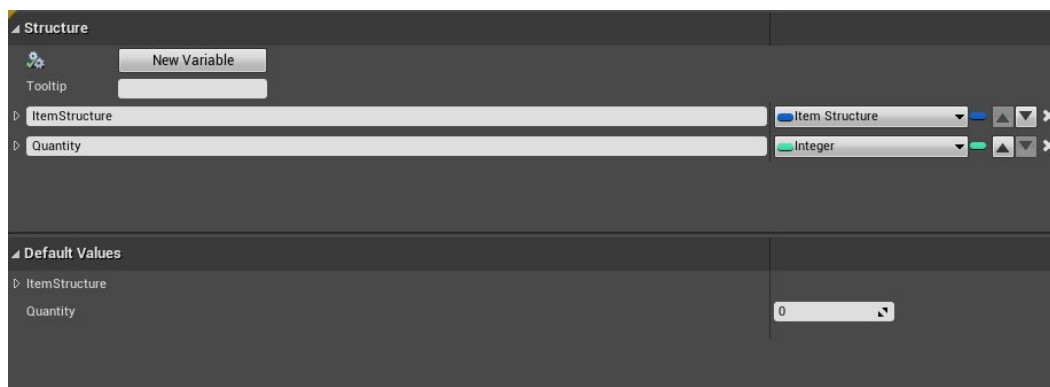 Structure
New Variable
Tooltip
ItemStructure Item Structure
Quantity Integer
Default Values
ItemStructure
Quantity 0